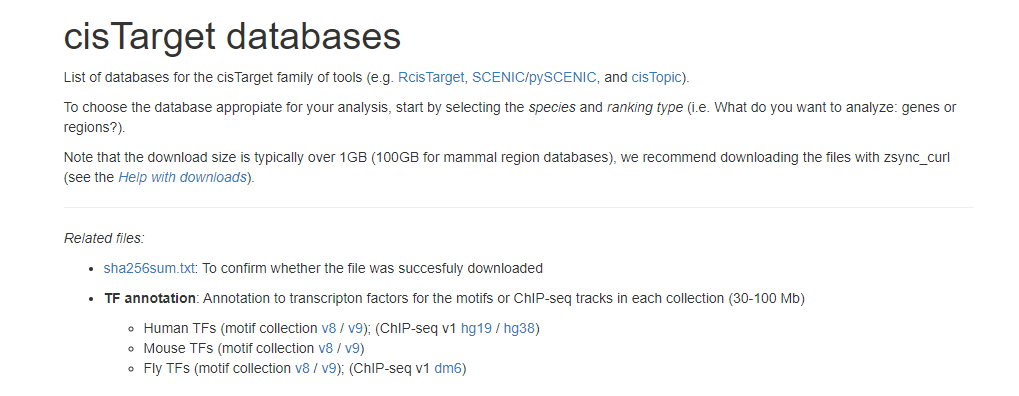 cisTarget databases
List of databases for the cisTarget family of tools (e.g. RcisTarget, SCENIC/pySCENIC, and cisTopic).
To choose the database appropiate for your analysis, start by selecting the species and ranking type (i.e. What do you want to analyze: genes or
regions?).
Note that the download size is typically over 1GB (100GB for mammal region databases), we recommend downloading the files with zsync_curl
(see the Help with downloads).
Related files:
sha256sum.txt: To confirm whether the file was succesfuly downloaded
TF annotation: Annotation to transcripton factors for the motifs or ChIP-seq tracks in each collection (30-100 Mb)
Human TFs (motif collection v8 / v9); (ChIP-seq v1 hg19 / hg38)
Mouse TFs (motif collection v8 / v9)
Fly TFs (motif collection v8 / v9); (ChIP-seq v1 dm6)